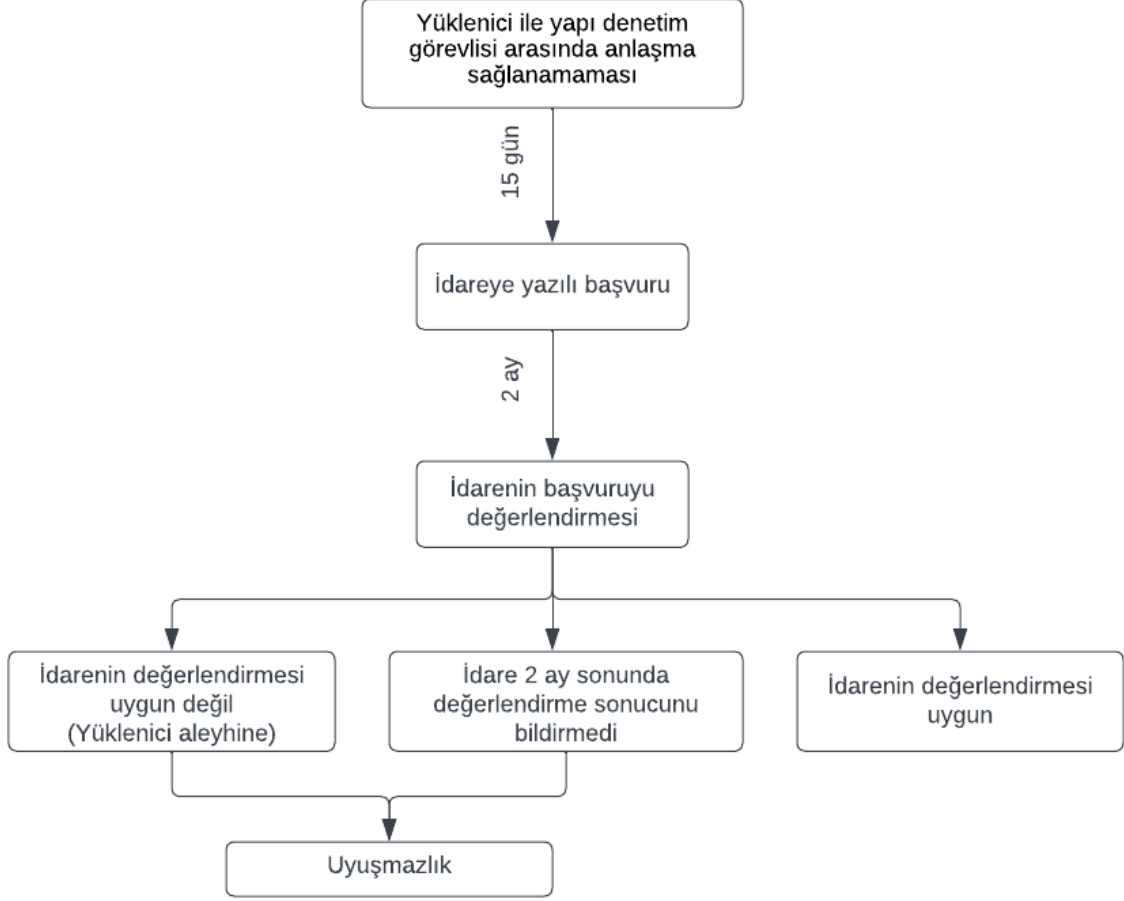 Yüklenici ile yapı denetim
görevlisi arasında anlaşma
sağlanamaması
15 gün
İdareye yazılı başvuru
2 ay
İdarenin başvuruyu
değerlendirmesi
İdarenin değerlendirmesi
uygun değil
(Yüklenici aleyhine)
İdare 2 ay sonunda
değerlendirme sonucunu
bildirmedi
İdarenin değerlendirmesi
uygun
Uyuşmazlık